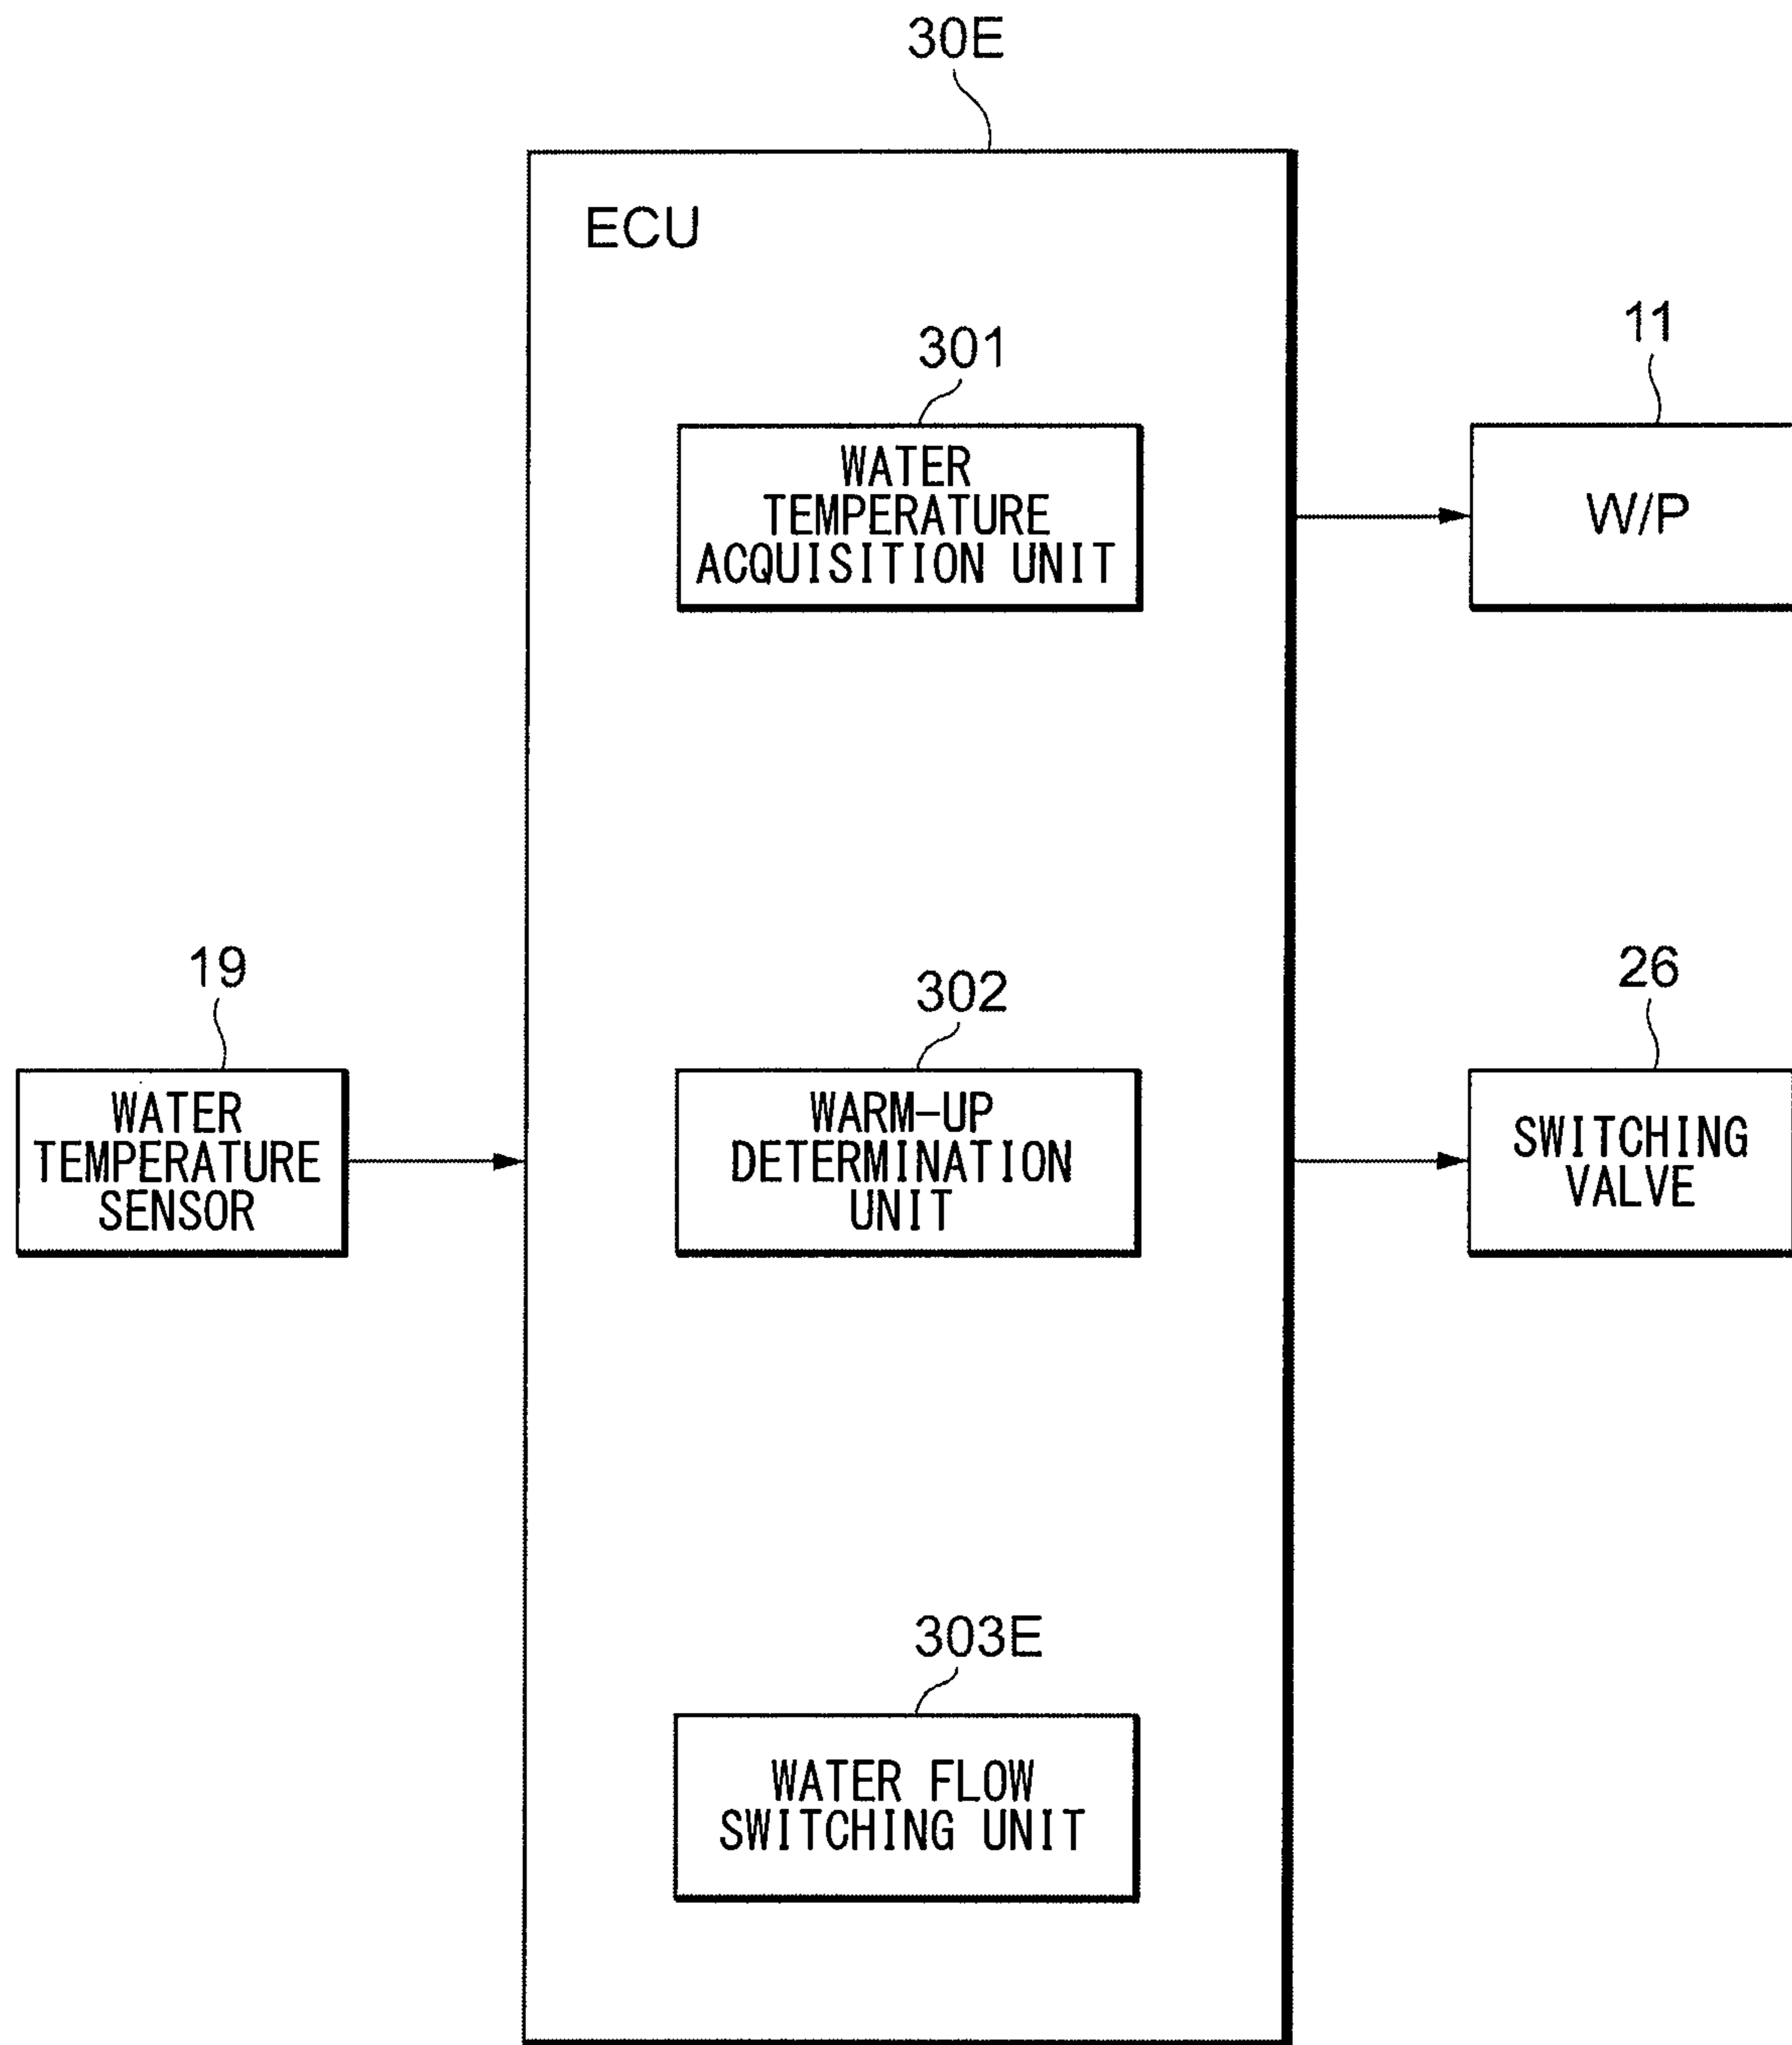 30E
ECU
301
WATER
TEMPERATURE
ACQUISITION UNIT
11
W/P
19
WATER
TEMPERATURE
SENSOR
302
WARM-UP
DETERMINATION
UNIT
26
SWITCHING
VALVE
303E
WATER FLOW
SWITCHING UNIT